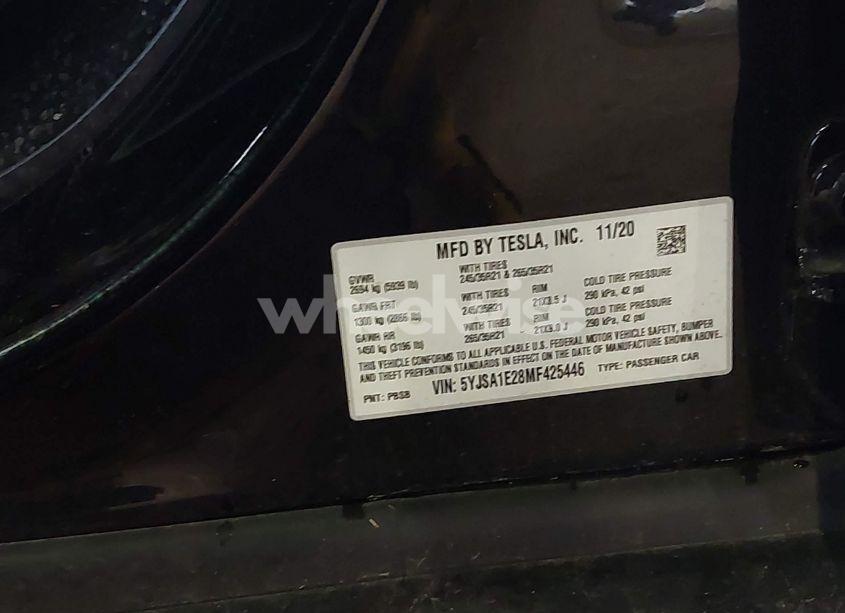 MFD BY TESLA, INC. 11/20
GVWR
2694 kg (5939 lb)
WITH TIRES
245/35R21 & 265/35R21
GAWR FRT
1300 kg (2866 lb)
WITH TIRES
245/35R21
RIM
21X8.5 J
COLD TIRE PRESSURE
290 kPa, 42 psi
GAWR RR
1450 kg (3196 lb)
WITH TIRES
265/35R21
RIM
21X9.0 J
COLD TIRE PRESSURE
290 kPa, 42 psi
THIS VEHICLE CONFORMS TO ALL APPLICABLE U.S. FEDERAL MOTOR VEHICLE SAFETY, BUMPER
AND THEFT PREVENTION STANDARDS IN EFFECT ON THE DATE OF MANUFACTURE SHOWN ABOVE.
PNT: PBSB
VIN: 5YJSA1E28MF425446
TYPE: PASSENGER CAR
wheelwise